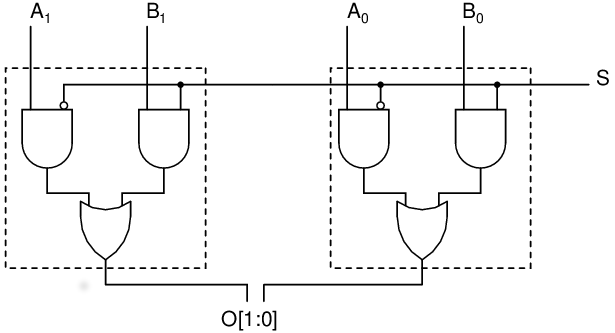 A₁ B₁ A₀ B₀
S
O[1:0]